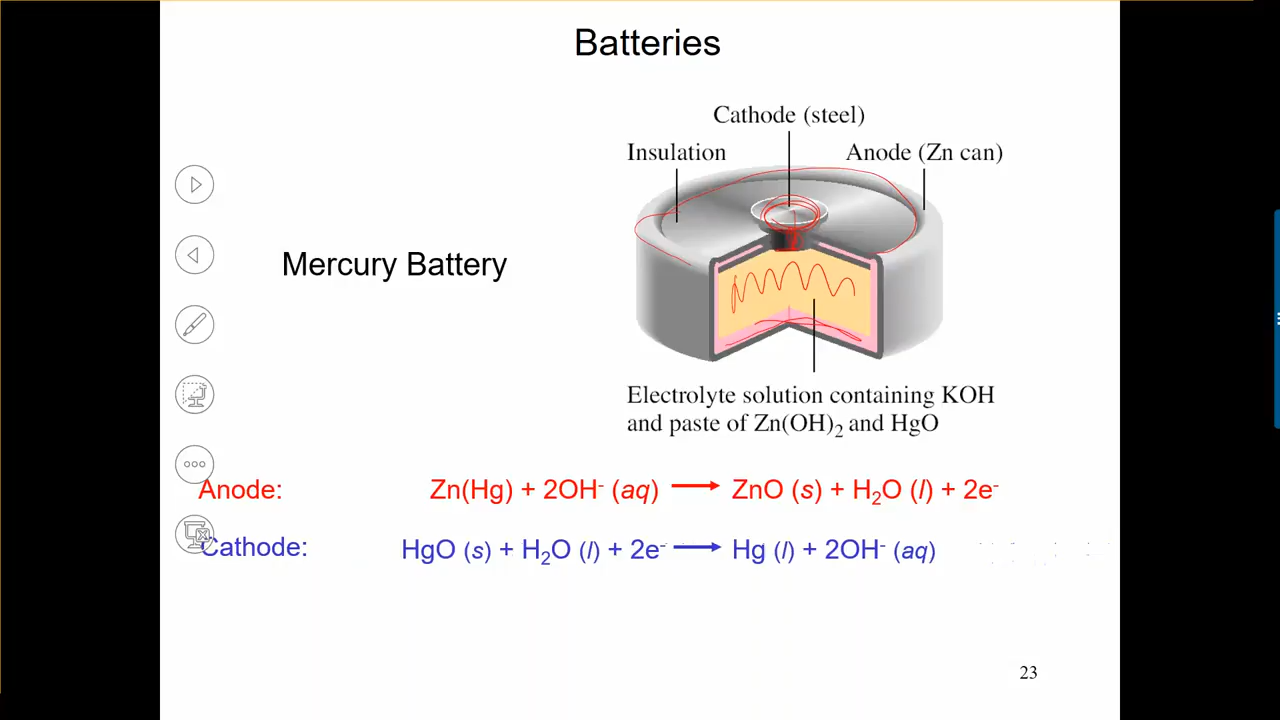 Batteries
Cathode (steel)
Insulation
Anode (Zn can)
Mercury Battery
Electrolyte solution containing KOH
and paste of Zn(OH)₂ and HgO
Anode: Zn(Hg) + 2OH⁻ (aq) ⟶ ZnO (s) + H₂O (l) + 2e⁻
Cathode: HgO (s) + H₂O (l) + 2e⁻ ⟶ Hg (l) + 2OH⁻ (aq)
23